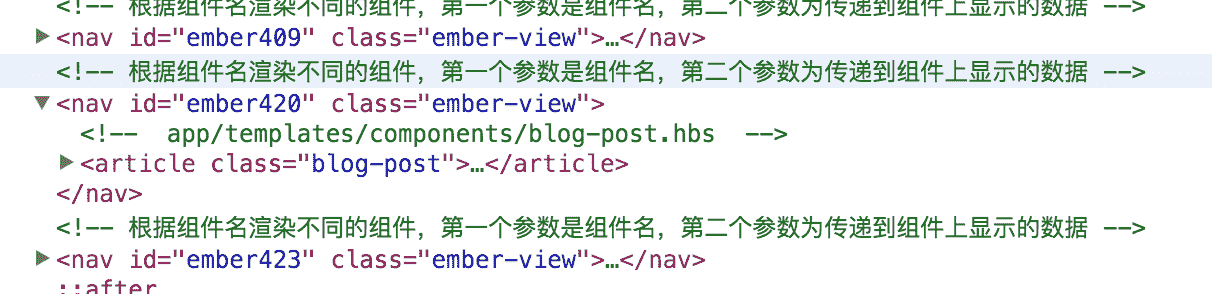 <!-- 根据组件名渲染不同的组件，第一个参数是组件名，第二个参数为传递到组件上显示的数据 -->
▶<nav id="ember409" class="ember-view">…</nav>
<!-- 根据组件名渲染不同的组件，第一个参数是组件名，第二个参数为传递到组件上显示的数据 -->
▼<nav id="ember420" class="ember-view">
<!--  app/templates/components/blog-post.hbs  -->
▶<article class="blog-post">…</article>
</nav>
<!-- 根据组件名渲染不同的组件，第一个参数是组件名，第二个参数为传递到组件上显示的数据 -->
▶<nav id="ember423" class="ember-view">…</nav>
::after